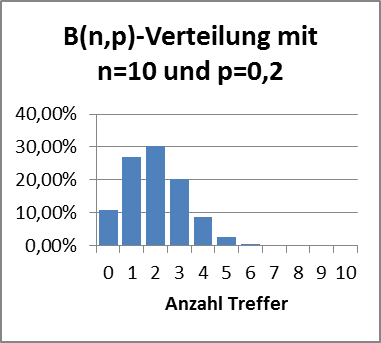 B(n,p)-Verteilung mit
n=10 und p=0,2
40,00%
30,00%
20,00%
10,00%
0,00%
0 1 2 3 4 5 6 7 8 9 10
Anzahl Treffer